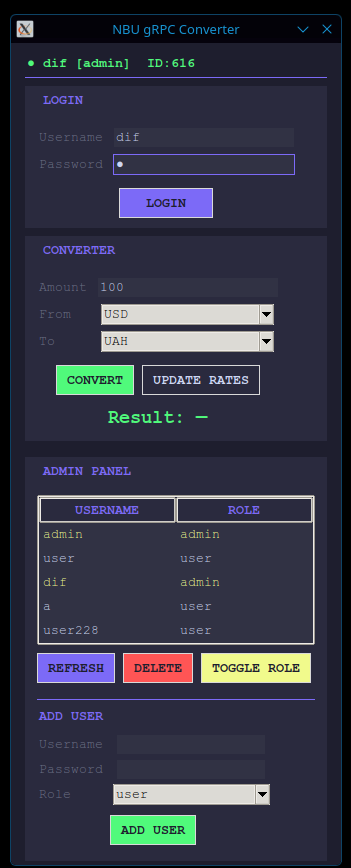 NBU gRPC Converter
● dif [admin] ID:616
LOGIN
Username dif
Password ●
LOGIN
CONVERTER
Amount 100
From USD
To UAH
CONVERT UPDATE RATES
Result: —
ADMIN PANEL
USERNAME ROLE
admin admin
user user
dif admin
a user
user228 user
REFRESH DELETE TOGGLE ROLE
ADD USER
Username
Password
Role user
ADD USER